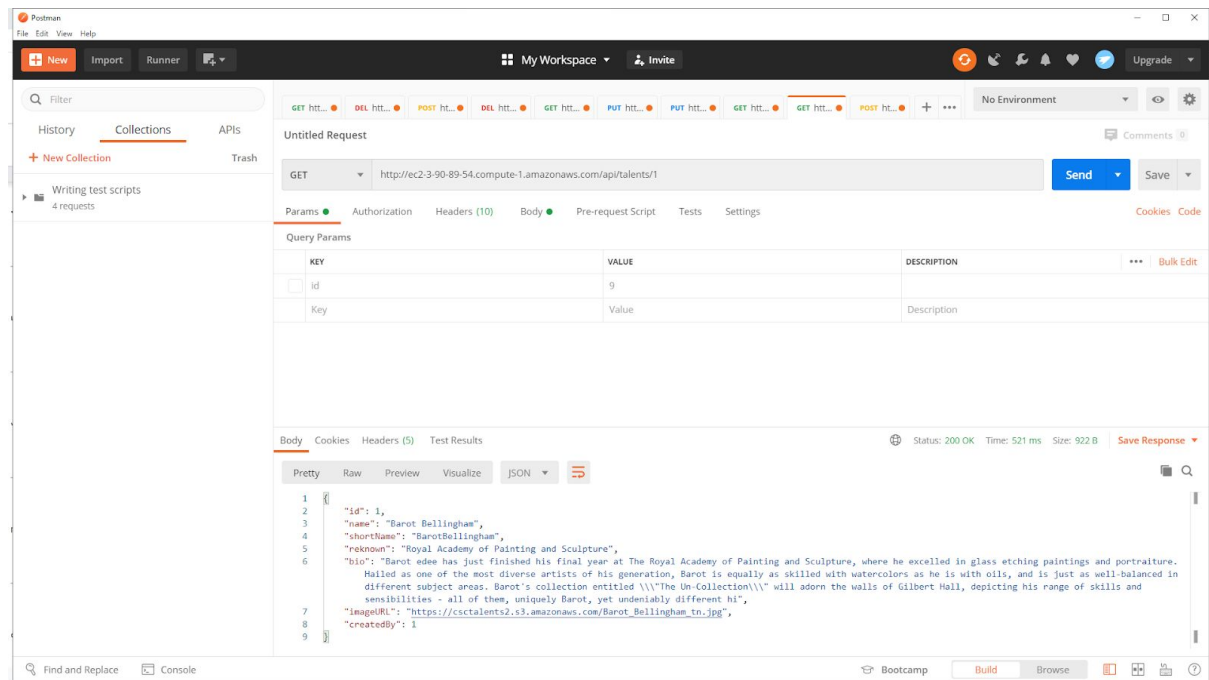 Postman
File Edit View Help
New Import Runner My Workspace Invite Upgrade
Filter
History Collections APIs
+ New Collection Trash
Writing test scripts
4 requests
GET htt... DEL htt... POST ht... DEL htt... GET htt... PUT htt... PUT htt... GET htt... GET htt... POST ht... + ••• No Environment
Untitled Request Comments 0
GET http://ec2-3-90-89-54.compute-1.amazonaws.com/api/talents/1 Send Save
Params Authorization Headers (10) Body Pre-request Script Tests Settings Cookies Code
Query Params
KEY VALUE DESCRIPTION ••• Bulk Edit
id 9
Key Value Description
Body Cookies Headers (5) Test Results Status: 200 OK Time: 521 ms Size: 922 B Save Response
Pretty Raw Preview Visualize JSON
1 {
2 "id": 1,
3 "name": "Barot Bellingham",
4 "shortName": "BarotBellingham",
5 "reknown": "Royal Academy of Painting and Sculpture",
6 "bio": "Barot edee has just finished his final year at The Royal Academy of Painting and Sculpture, where he excelled in glass etching paintings and portraiture.
Hailed as one of the most diverse artists of his generation, Barot is equally as skilled with watercolors as he is with oils, and is just as well-balanced in
different subject areas. Barot's collection entitled \\\"The Un-Collection\\\" will adorn the walls of Gilbert Hall, depicting his range of skills and
sensibilities - all of them, uniquely Barot, yet undeniably different hi",
7 "imageURL": "https://csctalents2.s3.amazonaws.com/Barot_Bellingham_tn.jpg",
8 "createdBy": 1
9 }
Find and Replace Console Bootcamp Build Browse